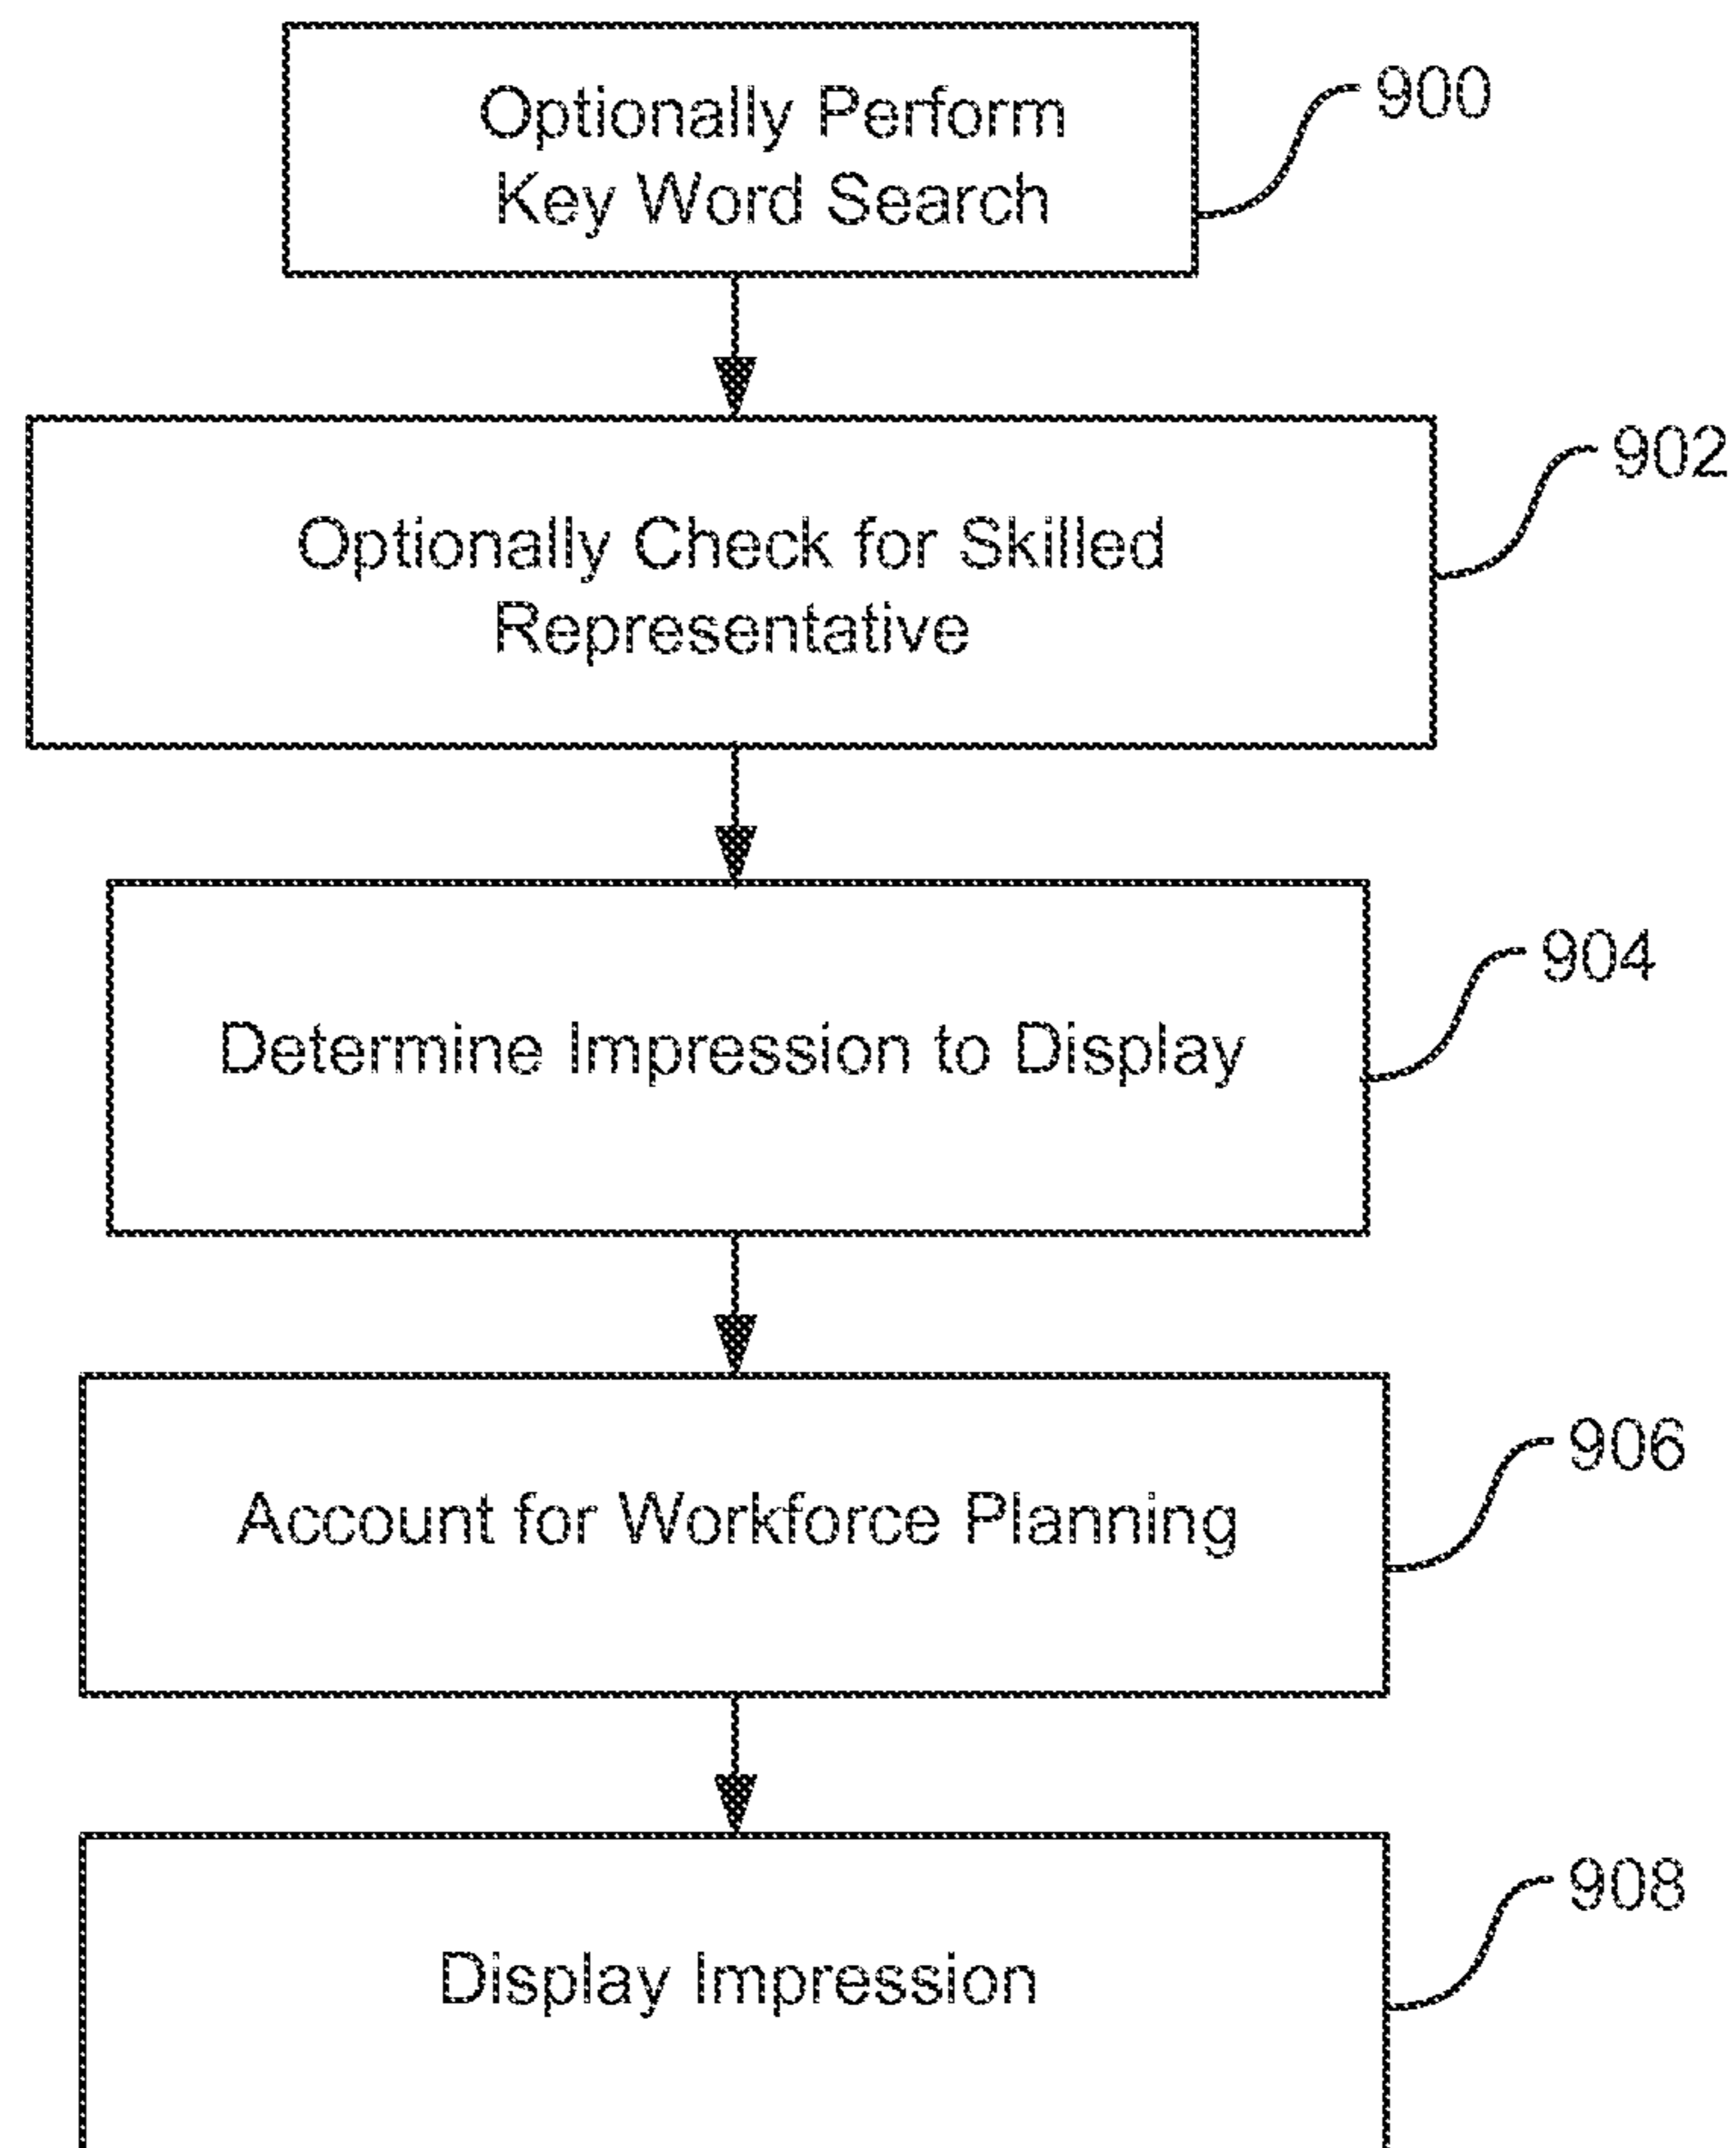 Optionally Perform
Key Word Search
900
Optionally Check for Skilled
Representative
902
Determine Impression to Display
904
Account for Workforce Planning
906
Display Impression
908